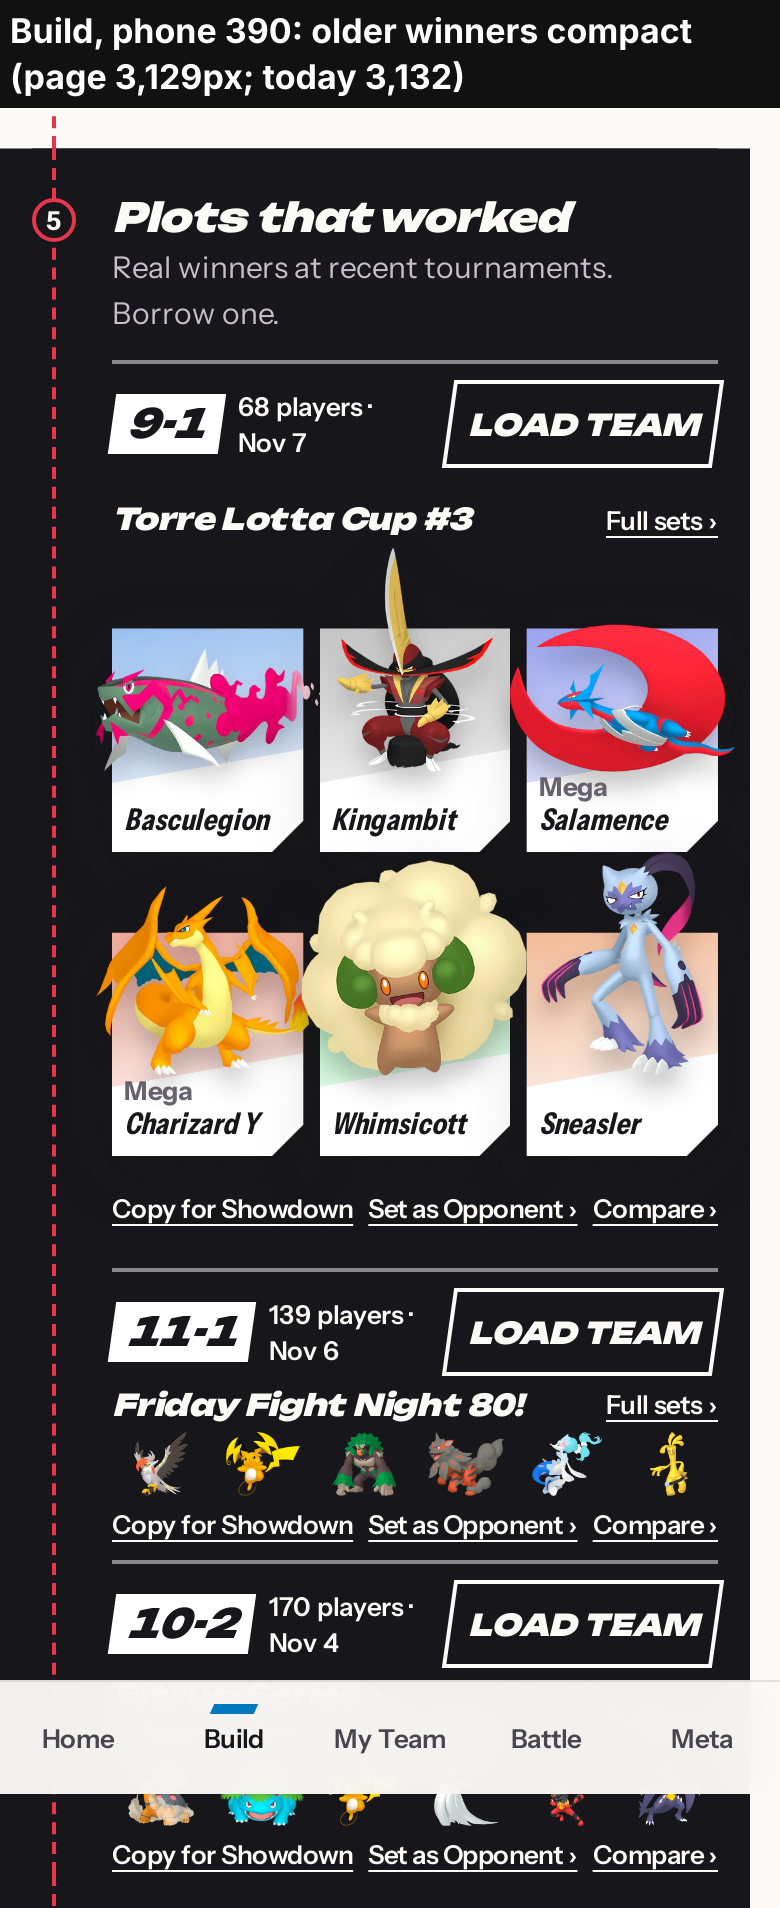 Build, phone 390: older winners compact
(page 3,129px; today 3,132)
5
Plots that worked
Real winners at recent tournaments.
Borrow one.
9-1
68 players ·
Nov 7
LOAD TEAM
Torre Lotta Cup #3
Full sets ›
Basculegion
Kingambit
Mega
Salamence
Mega
Charizard Y
Whimsicott
Sneasler
Copy for Showdown Set as Opponent › Compare ›
11-1
139 players ·
Nov 6
LOAD TEAM
Friday Fight Night 80!
Full sets ›
Copy for Showdown Set as Opponent › Compare ›
10-2
170 players ·
Nov 4
LOAD TEAM
Sitrus Series
Home Build My Team Battle Meta
Copy for Showdown Set as Opponent › Compare ›